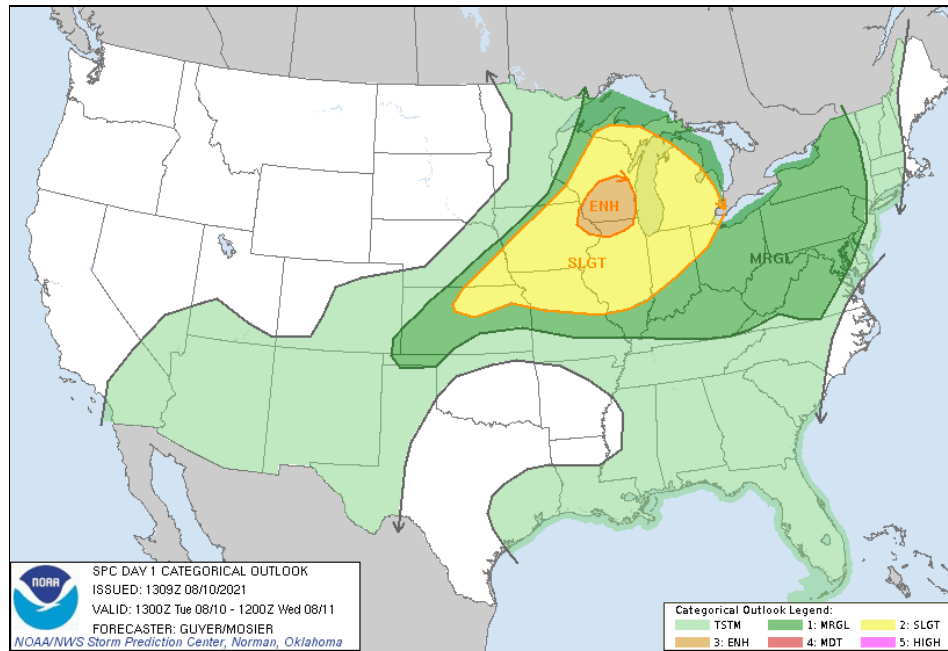 ENH
SLGT
MRGL
NOAA
SPC DAY 1 CATEGORICAL OUTLOOK
ISSUED: 1309Z 08/10/2021
VALID: 1300Z Tue 08/10 - 1200Z Wed 08/11
FORECASTER: GUYER/MOSIER
NOAA/NWS Storm Prediction Center, Norman, Oklahoma
Categorical Outlook Legend:
TSTM 1: MRGL 2: SLGT
3: ENH 4: MDT 5: HIGH